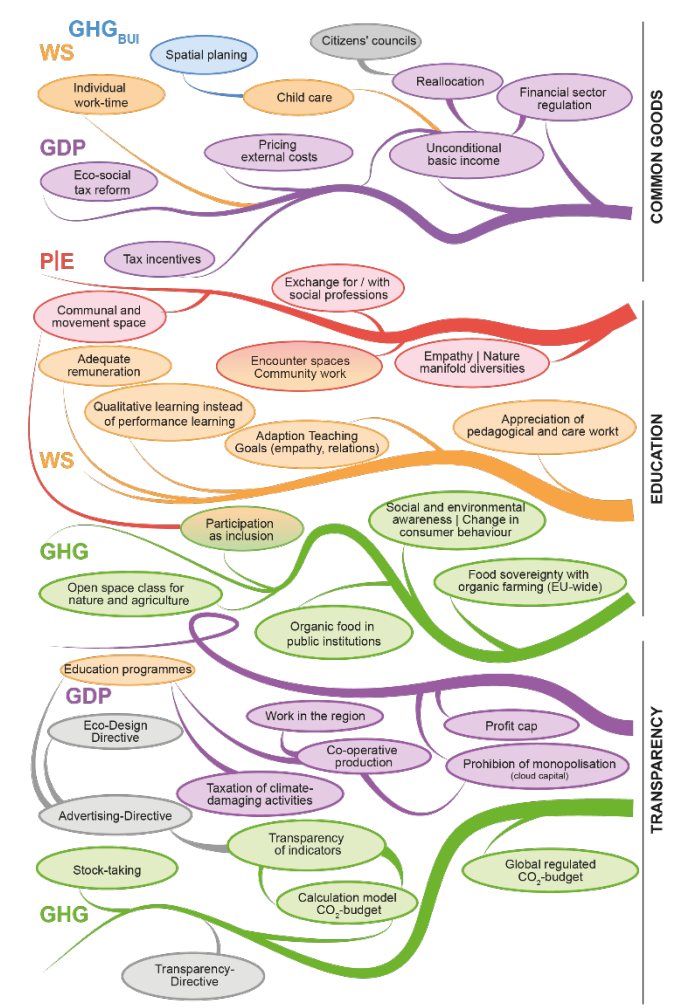 GHG BUI
WS
Spatial planing
Citizens' councils
Individual
work-time
Child care
Reallocation
Financial sector
regulation
GDP
Pricing
external costs
Unconditional
basic income
Eco-social
tax reform
Tax incentives
COMMON GOODS
P|E
Exchange for / with
social professions
Communal and
movement space
Encounter spaces
Community work
Empathy | Nature
manifold diversities
Adequate
remuneration
Qualitative learning instead
of performance learning
Adaption Teaching
Goals (empathy, relations)
Appreciation of
pedagogical and care workt
WS
EDUCATION
Participation
as inclusion
Social and environmental
awareness | Change in
consumer behaviour
GHG
Open space class for
nature and agriculture
Food sovereignty with
organic farming (EU-wide)
Organic food in
public institutions
Education programmes
GDP
Eco-Design
Directive
Work in the region
Profit cap
Co-operative
production
Prohibion of monopolisation
(cloud capital)
Taxation of climate-
damaging activities
TRANSPARENCY
Advertising-Directive
Transparency
of indicators
Stock-taking
Global regulated
CO2-budget
Calculation model
CO2-budget
GHG
Transparency-
Directive